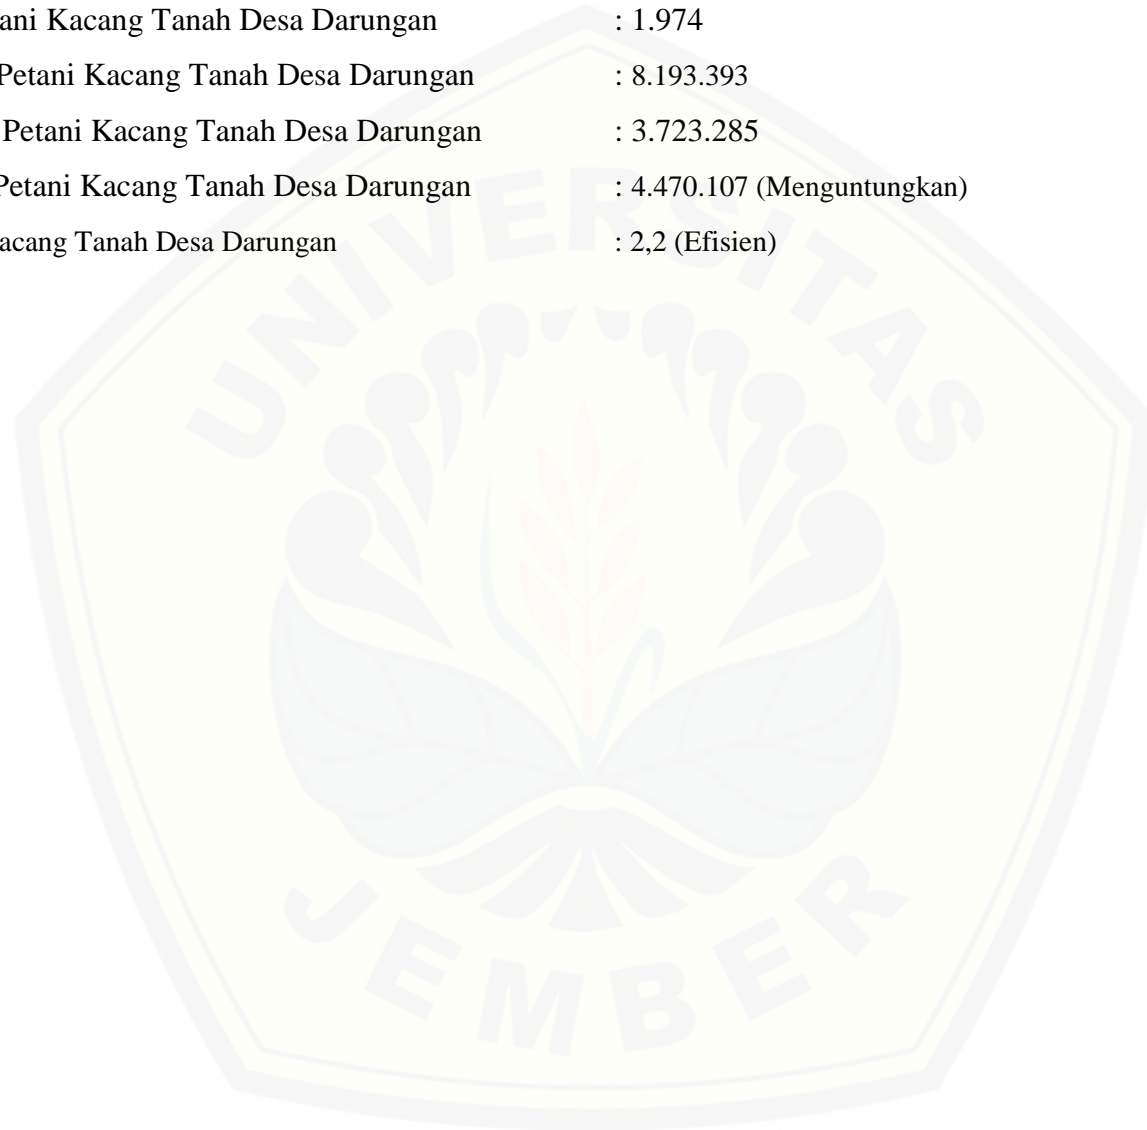 ani Kacang Tanah Desa Darungan : 1.974
Petani Kacang Tanah Desa Darungan : 8.193.393
Petani Kacang Tanah Desa Darungan : 3.723.285
Petani Kacang Tanah Desa Darungan : 4.470.107 (Menguntungkan)
acang Tanah Desa Darungan : 2,2 (Efisien)
UNIVERSITAS
JEMBER